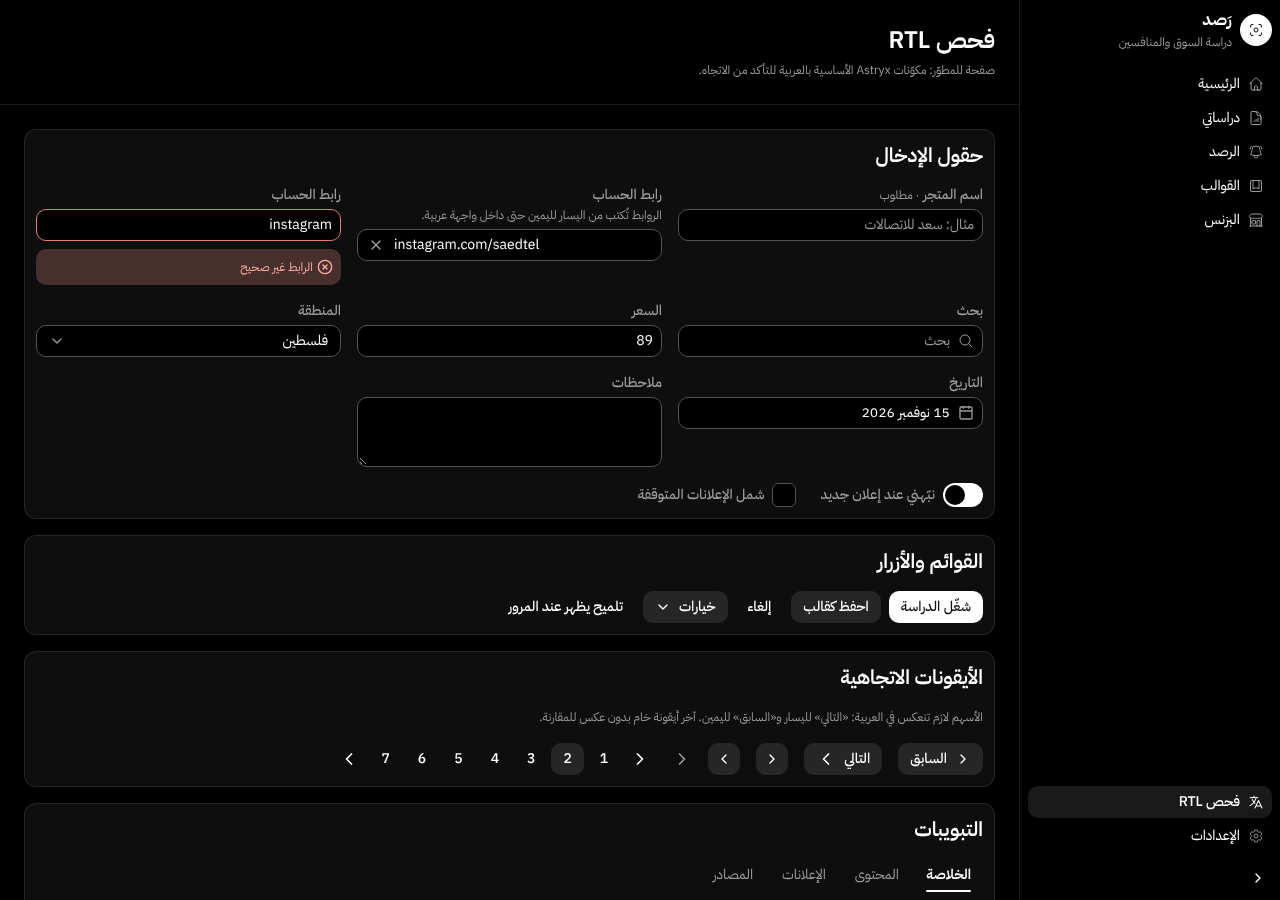 رَصد
دراسة السوق والمنافسين
الرئيسية
دراساتي
الرصد
القوالب
البزنس
فحص RTL
الإعدادات
فحص RTL
صفحة للمطوّر: مكوّنات Astryx الأساسية بالعربية للتأكد من الاتجاه.
حقول الإدخال
اسم المتجر · مطلوب
مثال: سعد للاتصالات
رابط الحساب
الروابط تُكتب من اليسار لليمين حتى داخل واجهة عربية.
instagram.com/saedtel
رابط الحساب
instagram
الرابط غير صحيح
بحث
بحث
السعر
89
المنطقة
فلسطين
التاريخ
15 نوفمبر 2026
ملاحظات
نبّهني عند إعلان جديد
شمل الإعلانات المتوقفة
القوائم والأزرار
شغّل الدراسة
احفظ كقالب
إلغاء
خيارات
تلميح يظهر عند المرور
الأيقونات الاتجاهية
الأسهم لازم تنعكس في العربية: «التالي» لليسار و«السابق» لليمين. آخر أيقونة خام بدون عكس للمقارنة.
السابق
التالي
1 2 3 4 5 6 7
التبويبات
الخلاصة
المحتوى
الإعلانات
المصادر